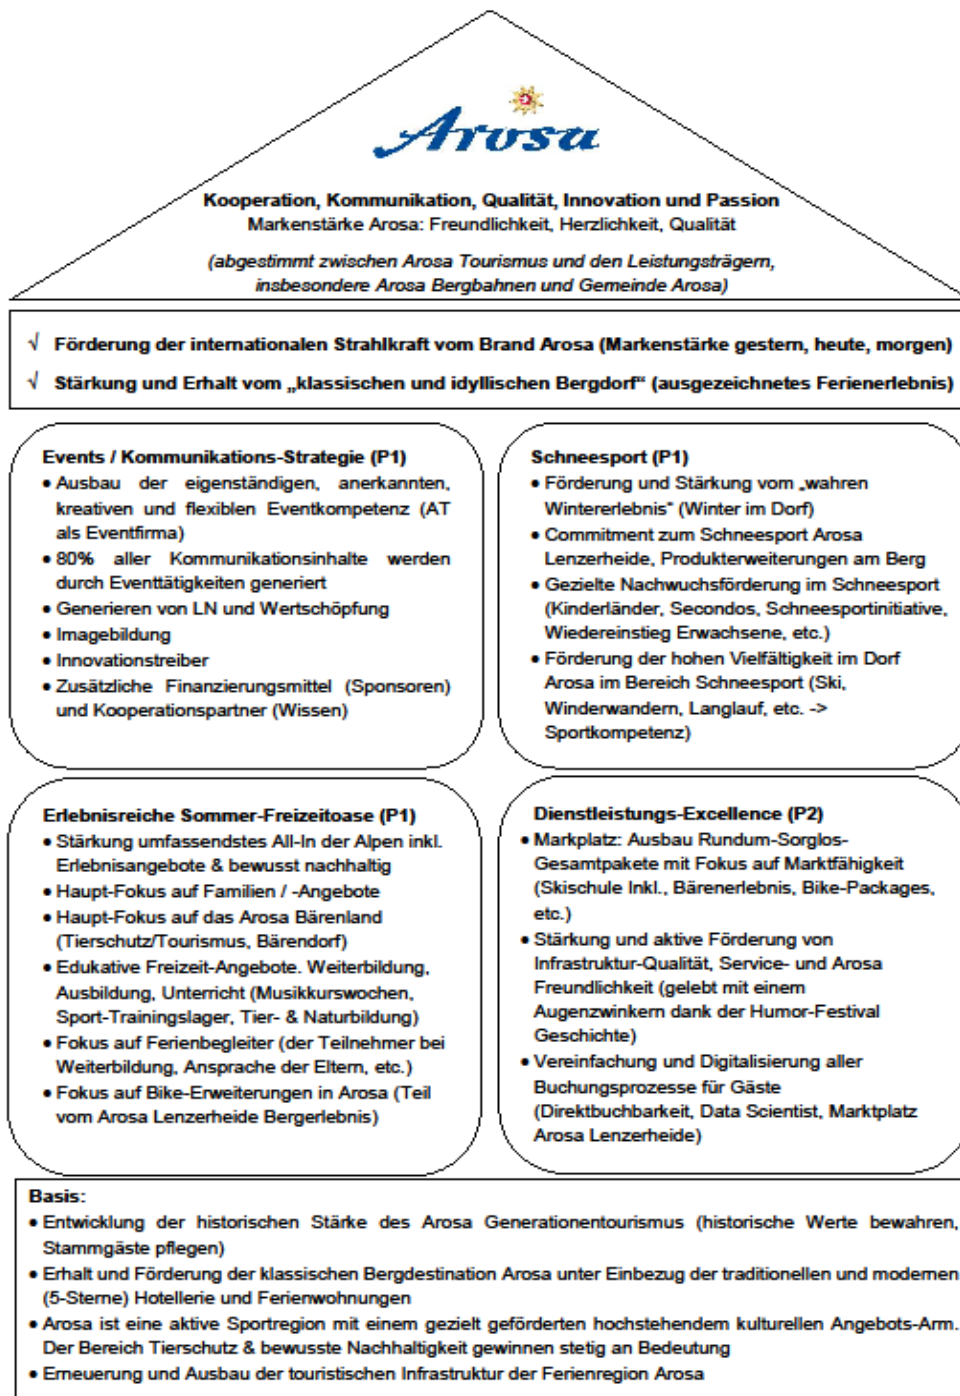 Arosa
Kooperation, Kommunikation, Qualität, Innovation und Passion
Markenstärke Arosa: Freundlichkeit, Herzlichkeit, Qualität
(abgestimmt zwischen Arosa Tourismus und den Leistungsträgern,
insbesondere Arosa Bergbahnen und Gemeinde Arosa)
√ Förderung der internationalen Strahlkraft vom Brand Arosa (Markenstärke gestern, heute, morgen)
√ Stärkung und Erhalt vom „klassischen und idyllischen Bergdorf“ (ausgezeichnetes Ferienerlebnis)
Events / Kommunikations-Strategie (P1)
• Ausbau der eigenständigen, anerkannten,
kreativen und flexiblen Eventkompetenz (AT
als Eventfirma)
• 80% aller Kommunikationsinhalte werden
durch Eventtätigkeiten generiert
• Generieren von LN und Wertschöpfung
• Imagebildung
• Innovationstreiber
• Zusätzliche Finanzierungsmittel (Sponsoren)
und Kooperationspartner (Wissen)
Schneesport (P1)
• Förderung und Stärkung vom „wahren
Wintererlebnis“ (Winter im Dorf)
• Commitment zum Schneesport Arosa
Lenzerheide, Produkterweiterungen am Berg
• Gezielte Nachwuchsförderung im Schneesport
(Kinderländer, Secondos, Schneesportinitiative,
Wiedereinstieg Erwachsene, etc.)
• Förderung der hohen Vielfältigkeit im Dorf
Arosa im Bereich Schneesport (Ski,
Winderwandern, Langlauf, etc. ->
Sportkompetenz)
Erlebnisreiche Sommer-Freizeitoase (P1)
• Stärkung umfassendstes All-In der Alpen inkl.
Erlebnisangebote & bewusst nachhaltig
• Haupt-Fokus auf Familien / -Angebote
• Haupt-Fokus auf das Arosa Bärenland
(Tierschutz/Tourismus, Bärendorf)
• Edukative Freizeit-Angebote. Weiterbildung,
Ausbildung, Unterricht (Musikkurswochen,
Sport-Trainingslager, Tier- & Naturbildung)
• Fokus auf Ferienbegleiter (der Teilnehmer bei
Weiterbildung, Ansprache der Eltern, etc.)
• Fokus auf Bike-Erweiterungen in Arosa (Teil
vom Arosa Lenzerheide Bergerlebnis)
Dienstleistungs-Excellence (P2)
• Markplatz: Ausbau Rundum-Sorglos-
Gesamtpakete mit Fokus auf Marktfähigkeit
(Skischule Inkl., Bärenerlebnis, Bike-Packages,
etc.)
• Stärkung und aktive Förderung von
Infrastruktur-Qualität, Service- und Arosa
Freundlichkeit (gelebt mit einem
Augenzwinkern dank der Humor-Festival
Geschichte)
• Vereinfachung und Digitalisierung aller
Buchungsprozesse für Gäste
(Direktbuchbarkeit, Data Scientist, Marktplatz
Arosa Lenzerheide)
Basis:
• Entwicklung der historischen Stärke des Arosa Generationentourismus (historische Werte bewahren,
Stammgäste pflegen)
• Erhalt und Förderung der klassischen Bergdestination Arosa unter Einbezug der traditionellen und modernen
(5-Sterne) Hotellerie und Ferienwohnungen
• Arosa ist eine aktive Sportregion mit einem gezielt geförderten hochstehendem kulturellen Angebots-Arm.
Der Bereich Tierschutz & bewusste Nachhaltigkeit gewinnen stetig an Bedeutung
• Erneuerung und Ausbau der touristischen Infrastruktur der Ferienregion Arosa